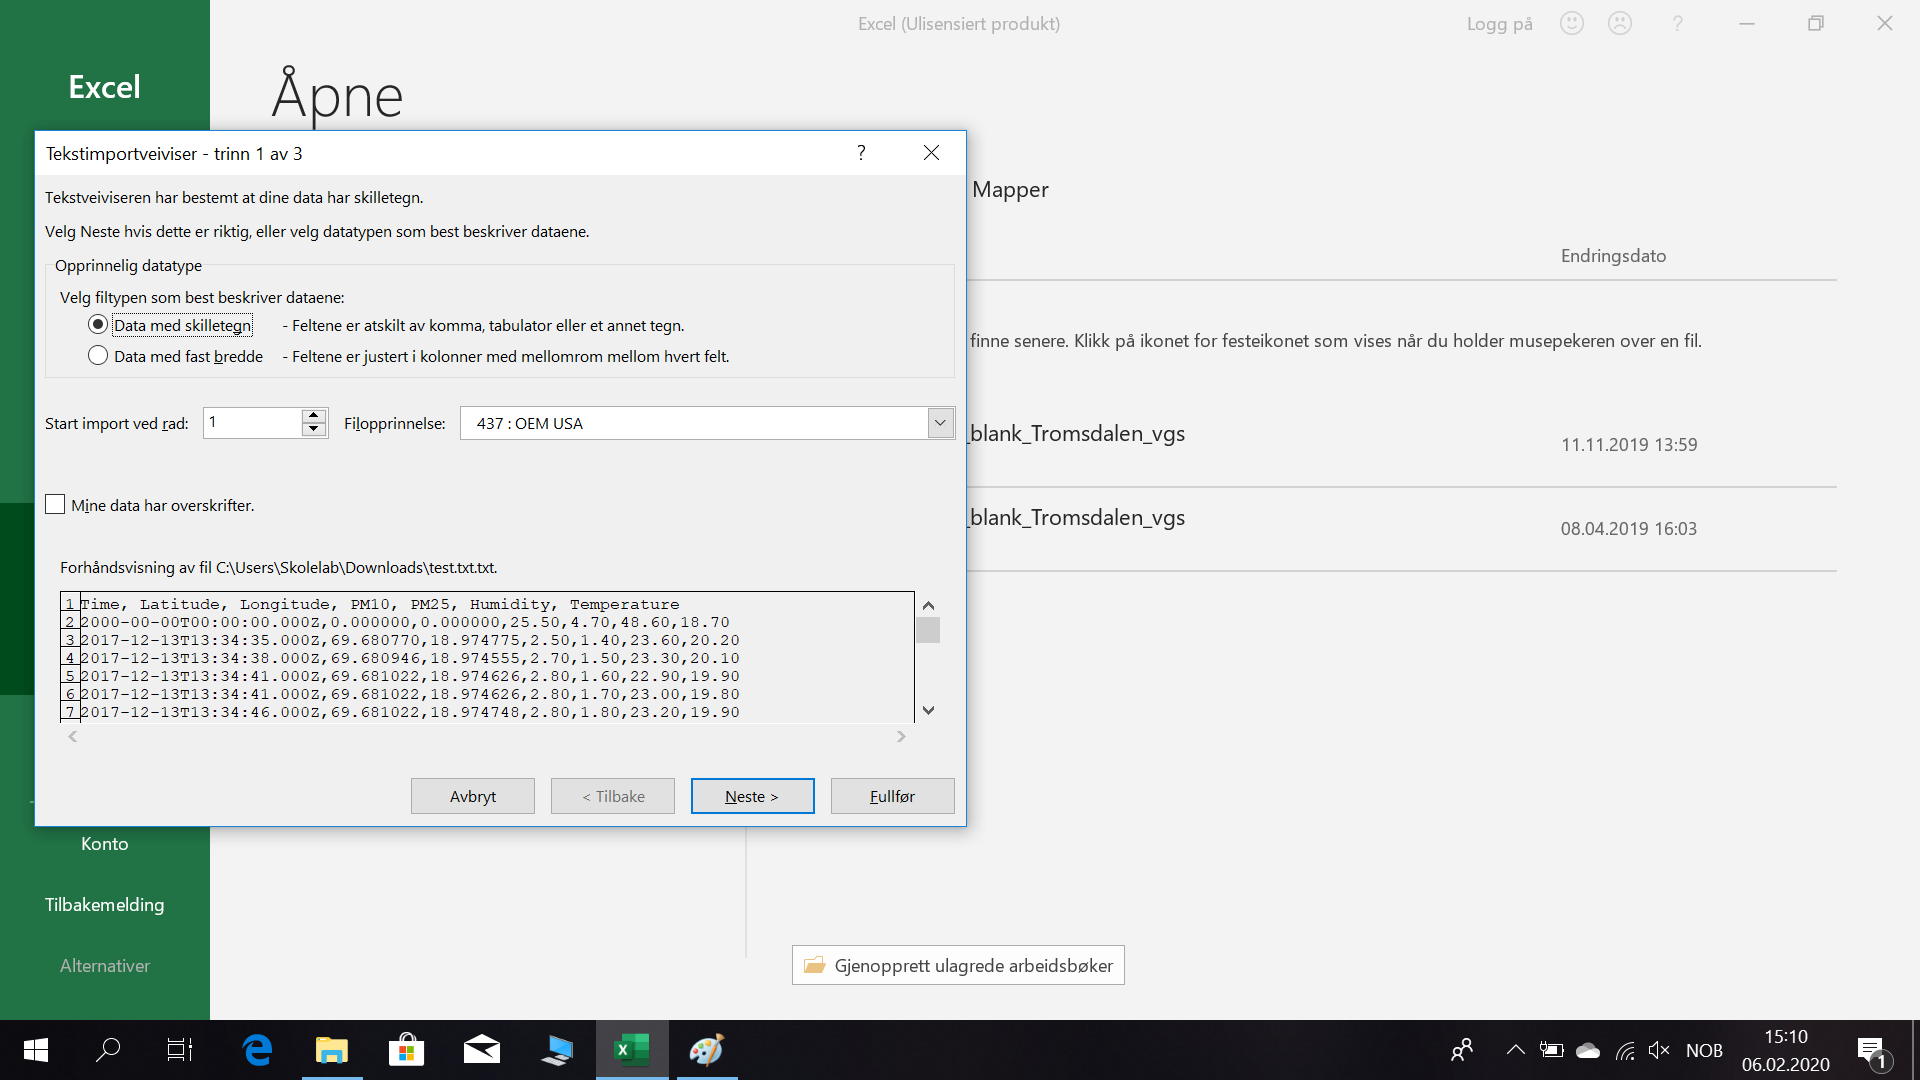 Excel (Ulisensiert produkt)
Logg på
?
Excel
Åpne
Tekstimportveiviser - trinn 1 av 3
?
Tekstveiviseren har bestemt at dine data har skilletegn.
Velg Neste hvis dette er riktig, eller velg datatypen som best beskriver dataene.
Opprinnelig datatype
Velg filtypen som best beskriver dataene:
Data med skilletegn - Feltene er atskilt av komma, tabulator eller et annet tegn.
Data med fast bredde - Feltene er justert i kolonner med mellomrom mellom hvert felt.
Start import ved rad: 1 Filopprinnelse: 437 : OEM USA
Mine data har overskrifter.
Forhåndsvisning av fil C:\Users\Skolelab\Downloads\test.txt.txt.
1 Time, Latitude, Longitude, PM10, PM25, Humidity, Temperature
2 2000-00-00T00:00:00.000Z,0.000000,0.000000,25.50,4.70,48.60,18.70
3 2017-12-13T13:34:35.000Z,69.680770,18.974775,2.50,1.40,23.60,20.20
4 2017-12-13T13:34:38.000Z,69.680946,18.974555,2.70,1.50,23.30,20.10
5 2017-12-13T13:34:41.000Z,69.681022,18.974626,2.80,1.60,22.90,19.90
6 2017-12-13T13:34:41.000Z,69.681022,18.974626,2.80,1.70,23.00,19.80
7 2017-12-13T13:34:46.000Z,69.681022,18.974748,2.80,1.80,23.20,19.90
Avbryt
< Tilbake
Neste >
Fullfør
Mapper
Endringsdato
finne senere. Klikk på ikonet for festeikonet som vises når du holder musepekeren over en fil.
_blank_Tromsdalen_vgs
11.11.2019 13:59
_blank_Tromsdalen_vgs
08.04.2019 16:03
Konto
Tilbakemelding
Alternativer
Gjenopprett ulagrede arbeidsbøker
NOB
15:10
06.02.2020
1